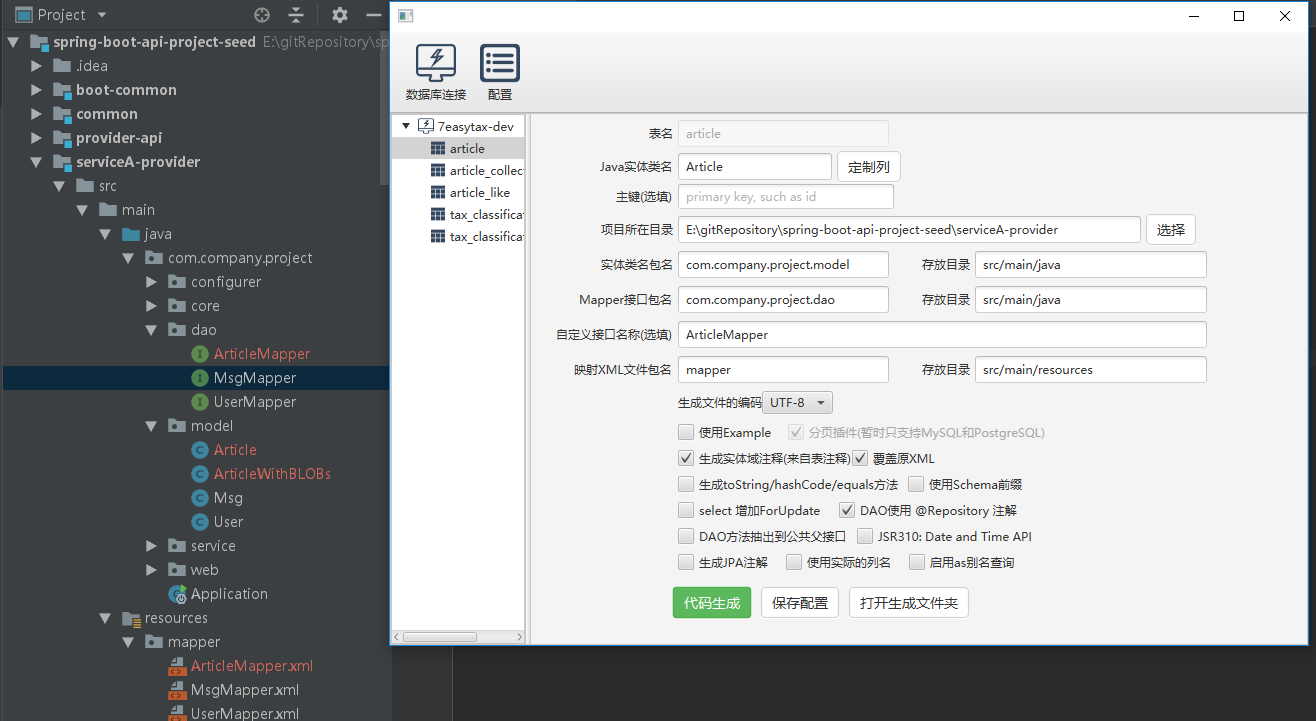 Project
spring-boot-api-project-seed E:\gitRepository\sp
.idea
boot-common
common
provider-api
serviceA-provider
src
main
java
com.company.project
configurer
core
dao
ArticleMapper
MsgMapper
UserMapper
model
Article
ArticleWithBLOBs
Msg
User
service
web
Application
resources
mapper
ArticleMapper.xml
MsgMapper.xml
UserMapper.xml
数据库连接 配置
7easytax-dev
article
article_collect
article_like
tax_classificat
tax_classificat
表名 article
Java实体类名 Article 定制列
主键(选填) primary key, such as id
项目所在目录 E:\gitRepository\spring-boot-api-project-seed\serviceA-provider 选择
实体类名包名 com.company.project.model 存放目录 src/main/java
Mapper接口包名 com.company.project.dao 存放目录 src/main/java
自定义接口名称(选填) ArticleMapper
映射XML文件包名 mapper 存放目录 src/main/resources
生成文件的编码 UTF-8
使用Example 分页插件(暂时只支持MySQL和PostgreSQL)
生成实体域注释(来自表注释) 覆盖原XML
生成toString/hashCode/equals方法 使用Schema前缀
select 增加ForUpdate DAO使用 @Repository 注解
DAO方法抽出到公共父接口 JSR310: Date and Time API
生成JPA注解 使用实际的列名 启用as别名查询
代码生成 保存配置 打开生成文件夹